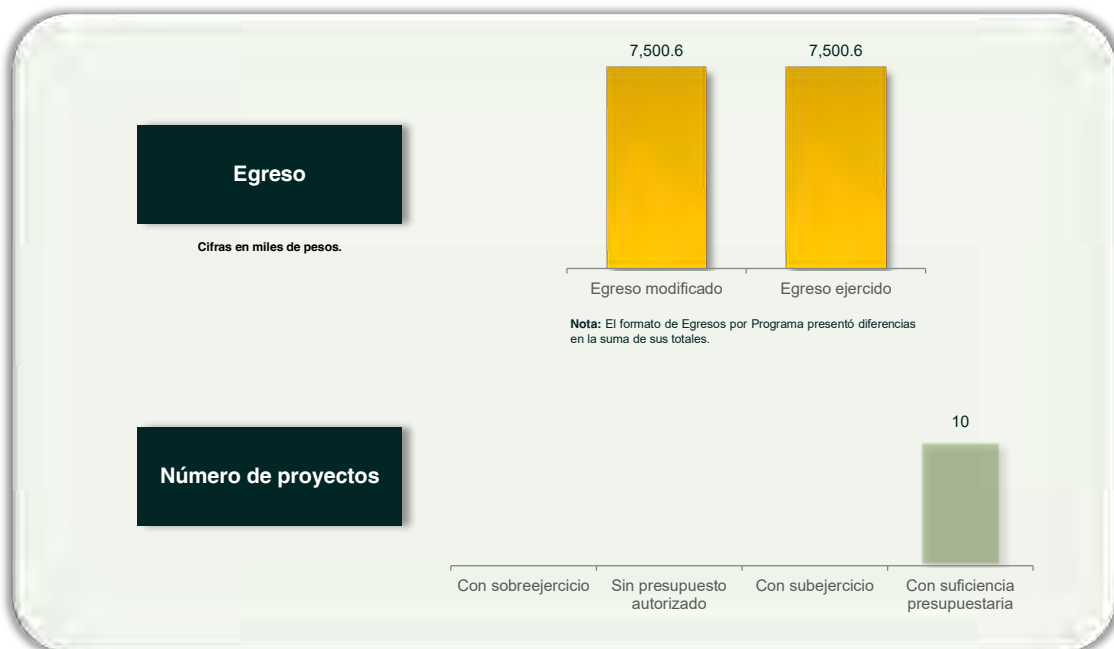 7,500.6
7,500.6
Egreso
Cifras en miles de pesos.
Egreso modificado
Egreso ejercido
Nota: El formato de Egresos por Programa presentó diferencias
en la suma de sus totales.
10
Número de proyectos
Con sobreejercicio
Sin presupuesto
autorizado
Con subejercicio
Con suficiencia
presupuestaria